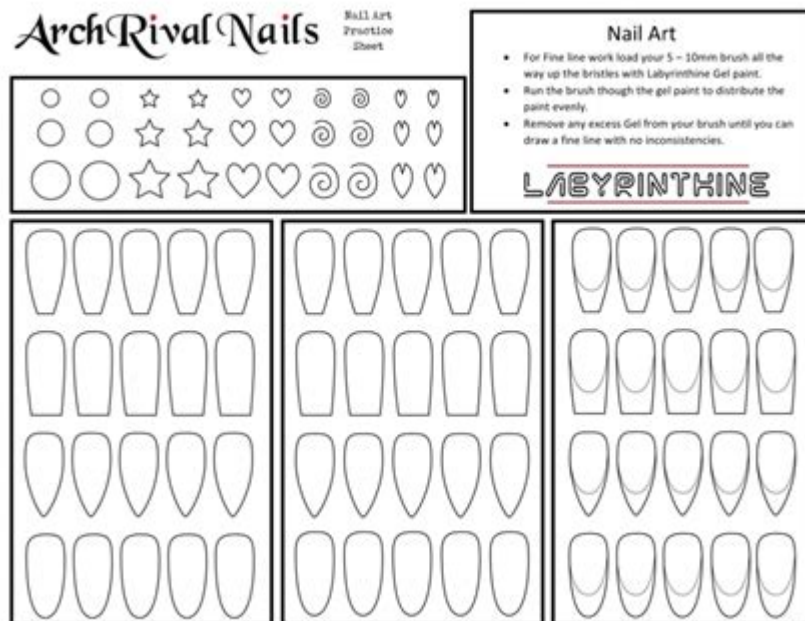 ArchRival Nails
Nail Art
Practice
Sheet
Nail Art
• For Fine line work load your 5 – 10mm brush all the
way up the bristles with Labyrinthine Gel paint.
• Run the brush though the gel paint to distribute the
paint evenly.
• Remove any excess Gel from your brush until you can
draw a fine line with no inconsistencies.
LABYRINTHINE